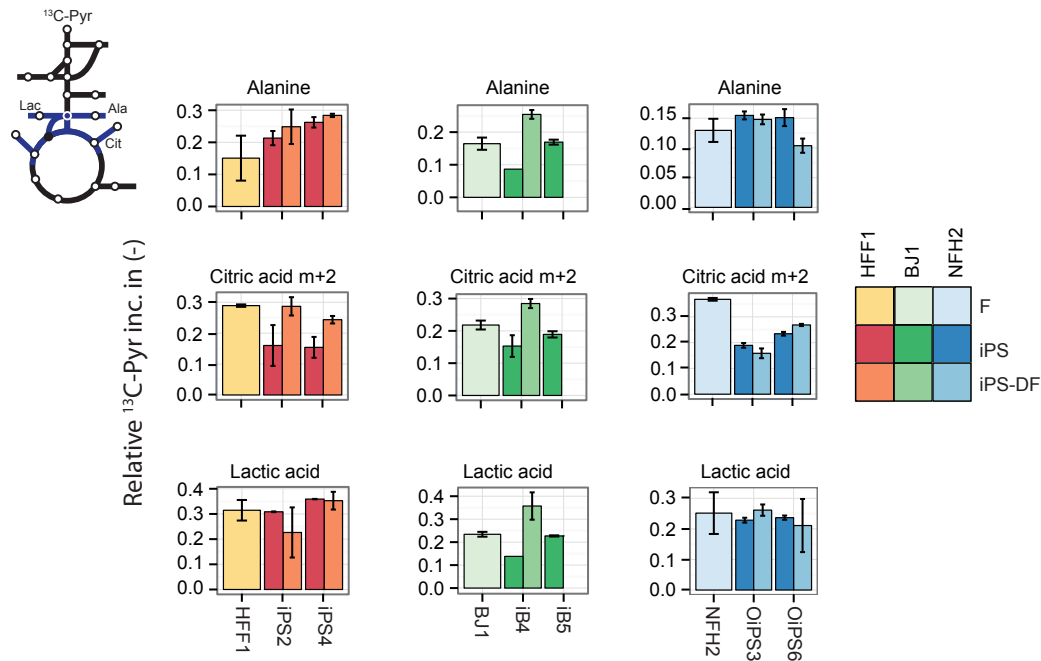 ¹³C-Pyr
Lac
Ala
Cit
Relative ¹³C-Pyr inc. in (-)
Alanine
0.3
0.2
0.1
0.0
Alanine
0.2
0.1
0.0
Alanine
0.15
0.10
0.05
0.00
Citric acid m+2
0.3
0.2
0.1
0.0
Citric acid m+2
0.3
0.2
0.1
0.0
Citric acid m+2
0.3
0.2
0.1
0.0
Lactic acid
0.4
0.3
0.2
0.1
0.0
HFF1
iPS2
iPS4
Lactic acid
0.4
0.3
0.2
0.1
0.0
BJ1
iB4
iB5
Lactic acid
0.3
0.2
0.1
0.0
NFH2
OiPS3
OiPS6
HFF1
BJ1
NFH2
F
iPS
iPS-DF